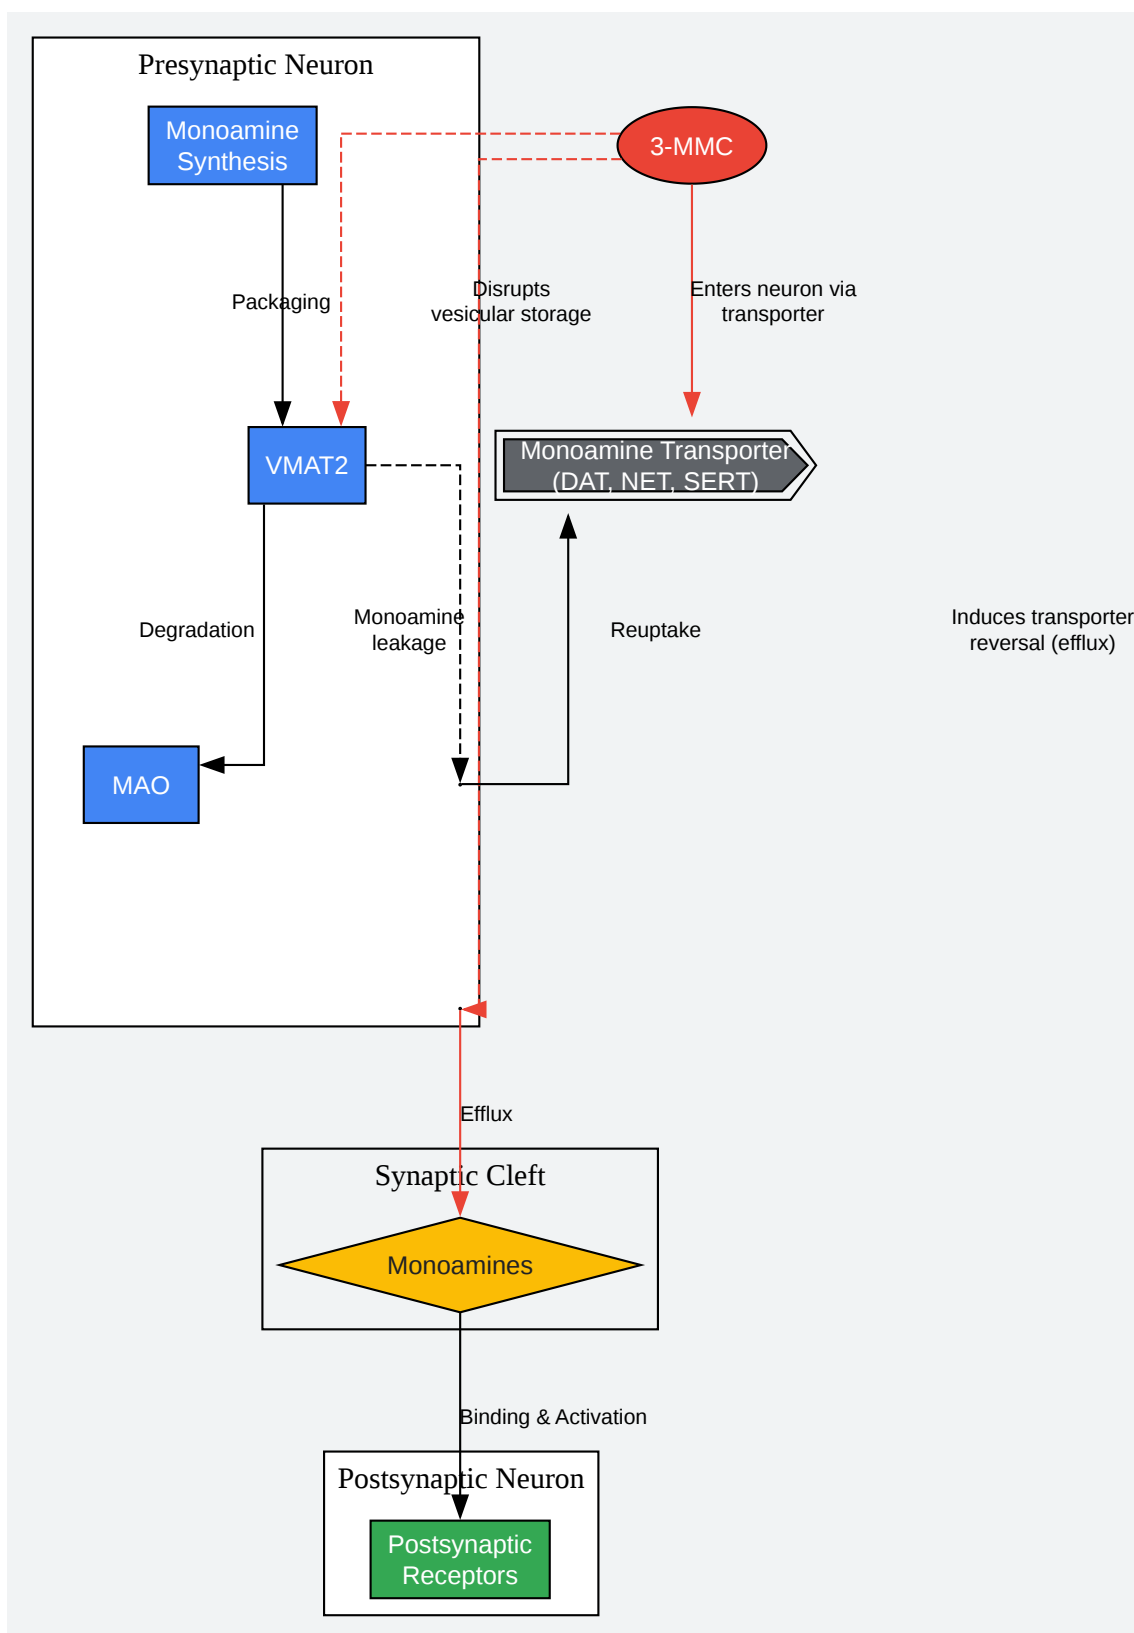 Presynaptic Neuron
Monoamine
Synthesis
3-MMC
Packaging
Disrupts
vesicular storage
Enters neuron via
transporter
VMAT2
Monoamine Transporter
(DAT, NET, SERT)
Degradation
Monoamine
leakage
Reuptake
Induces transporter
reversal (efflux)
MAO
Efflux
Synaptic Cleft
Monoamines
Binding & Activation
Postsynaptic Neuron
Postsynaptic
Receptors